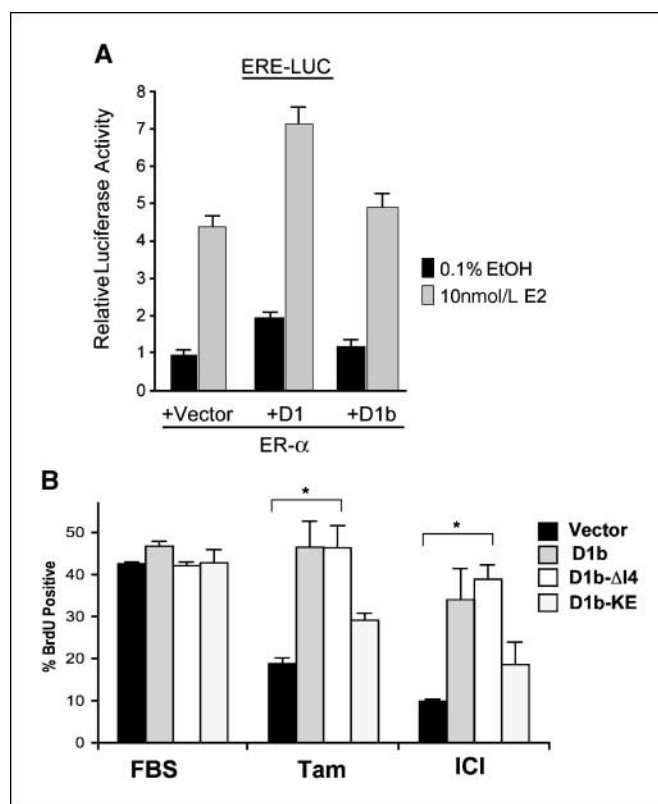 A
ERE-LUC
Relative Luciferase Activity
8
7
6
5
4
3
2
1
0
0.1% EtOH
10nmol/L E2
+Vector +D1 +D1b
ER-α
B
% BrdU Positive
50
40
30
20
10
0
*
*
Vector
D1b
D1b-ΔI4
D1b-KE
FBS Tam ICI